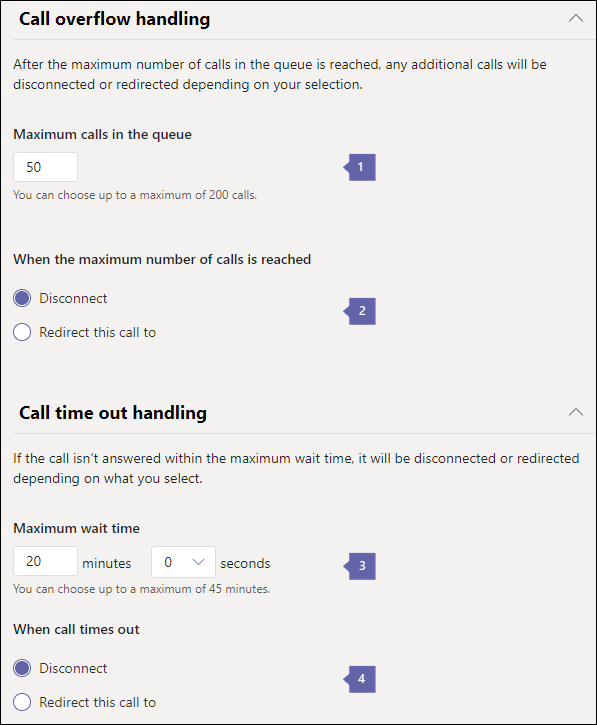 Call overflow handling
After the maximum number of calls in the queue is reached, any additional calls will be
disconnected or redirected depending on your selection.
Maximum calls in the queue
50
1
You can choose up to a maximum of 200 calls.
When the maximum number of calls is reached
Disconnect
2
Redirect this call to
Call time out handling
If the call isn't answered within the maximum wait time, it will be disconnected or redirected
depending on what you select.
Maximum wait time
20 minutes 0 seconds
3
You can choose up to a maximum of 45 minutes.
When call times out
Disconnect
4
Redirect this call to